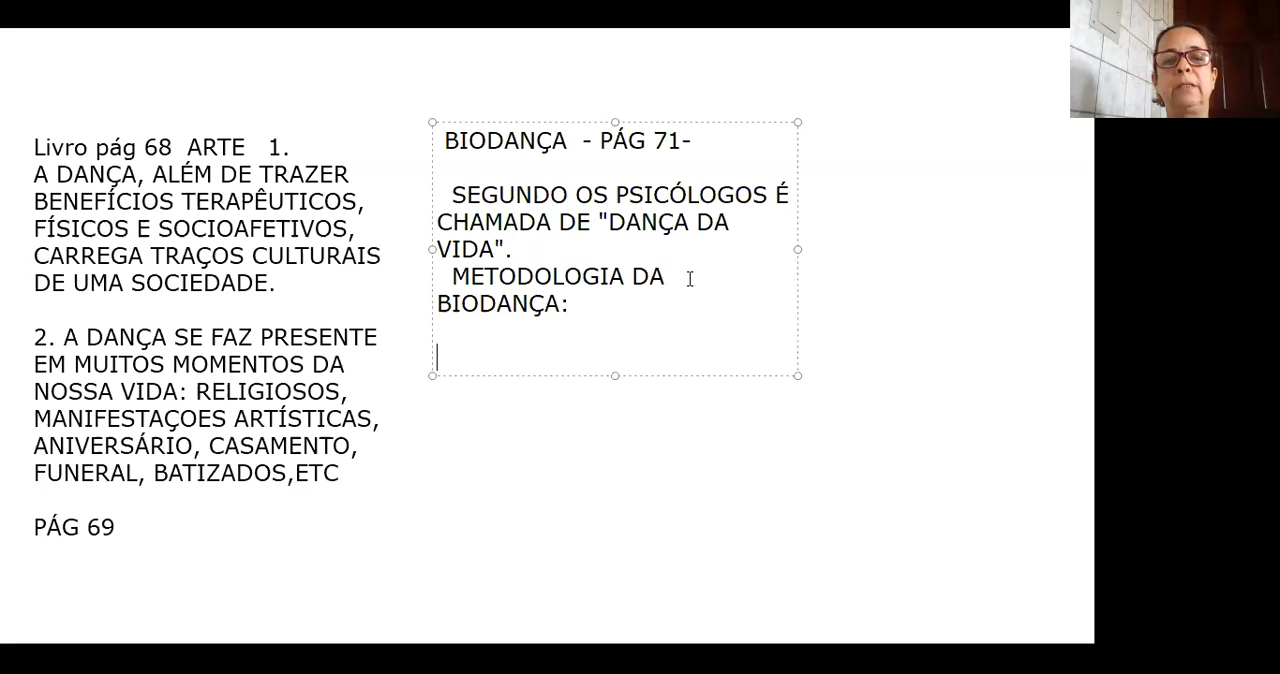 Livro pág 68 ARTE 1.
A DANÇA, ALÉM DE TRAZER
BENEFÍCIOS TERAPÊUTICOS,
FÍSICOS E SOCIOAFETIVOS,
CARREGA TRAÇOS CULTURAIS
DE UMA SOCIEDADE.
2. A DANÇA SE FAZ PRESENTE
EM MUITOS MOMENTOS DA
NOSSA VIDA: RELIGIOSOS,
MANIFESTAÇOES ARTÍSTICAS,
ANIVERSÁRIO, CASAMENTO,
FUNERAL, BATIZADOS,ETC
PÁG 69
BIODANÇA - PÁG 71-
SEGUNDO OS PSICÓLOGOS É
CHAMADA DE "DANÇA DA
VIDA".
METODOLOGIA DA
BIODANÇA: